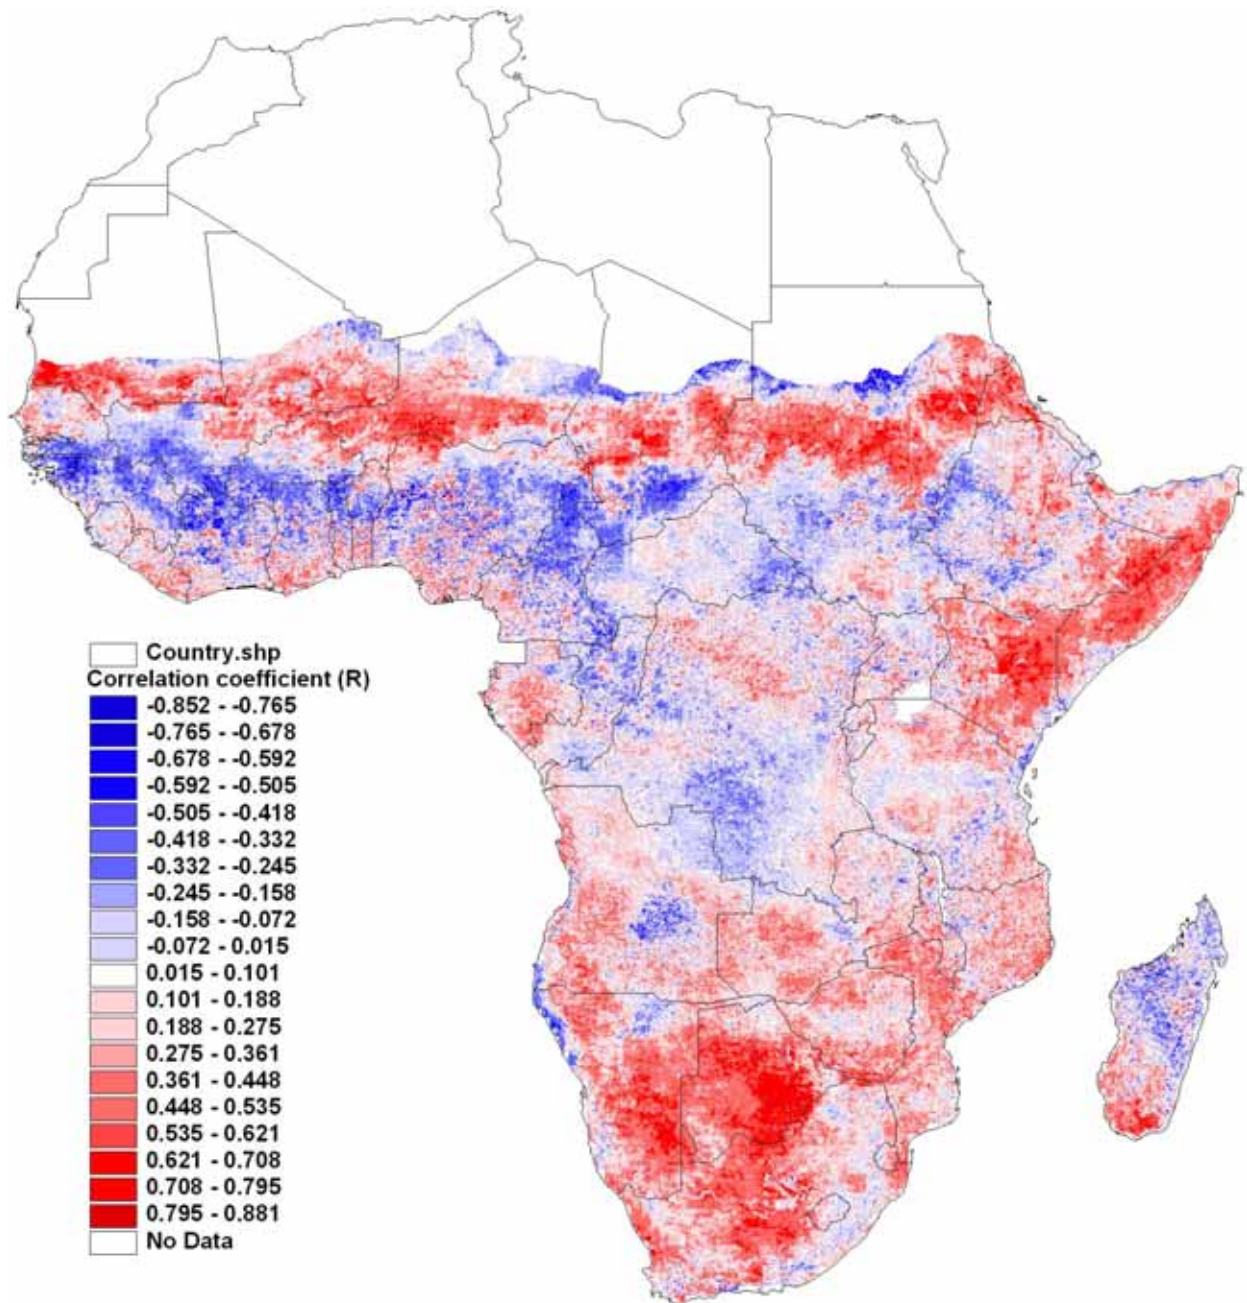 Country.shp
Correlation coefficient (R)
-0.852 - -0.765
-0.765 - -0.678
-0.678 - -0.592
-0.592 - -0.505
-0.505 - -0.418
-0.418 - -0.332
-0.332 - -0.245
-0.245 - -0.158
-0.158 - -0.072
-0.072 - 0.015
0.015 - 0.101
0.101 - 0.188
0.188 - 0.275
0.275 - 0.361
0.361 - 0.448
0.448 - 0.535
0.535 - 0.621
0.621 - 0.708
0.708 - 0.795
0.795 - 0.881
No Data